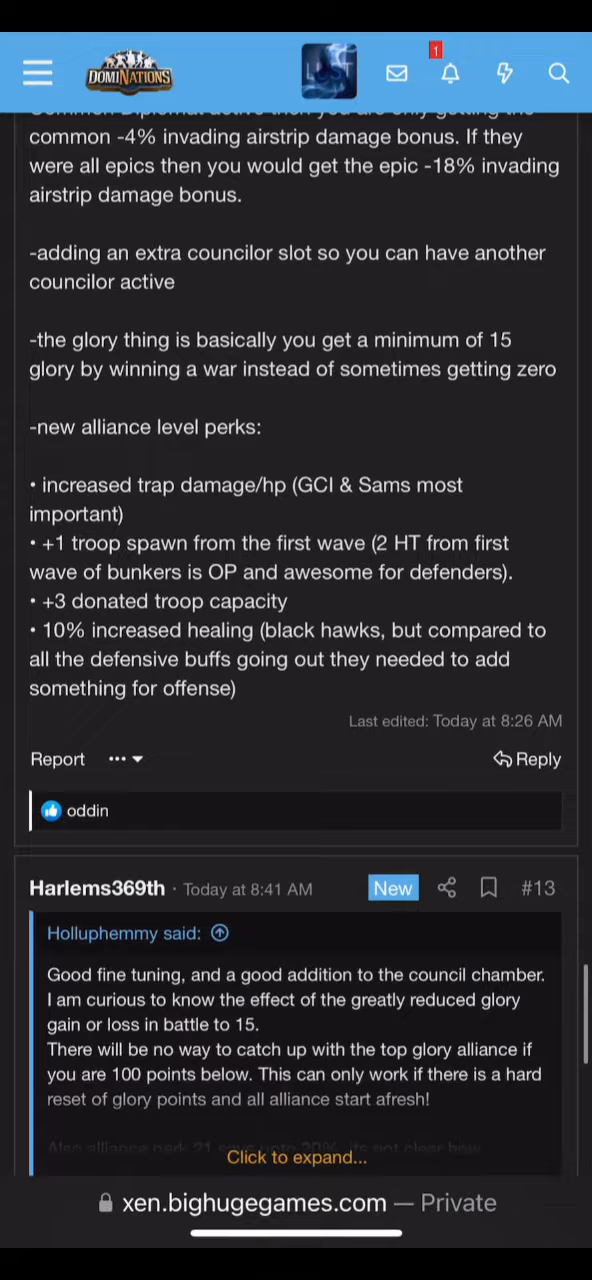 DOMINATIONS
1
common -4% invading airstrip damage bonus. If they
were all epics then you would get the epic -18% invading
airstrip damage bonus.
-adding an extra councilor slot so you can have another
councilor active
-the glory thing is basically you get a minimum of 15
glory by winning a war instead of sometimes getting zero
-new alliance level perks:
• increased trap damage/hp (GCI & Sams most
important)
• +1 troop spawn from the first wave (2 HT from first
wave of bunkers is OP and awesome for defenders).
• +3 donated troop capacity
• 10% increased healing (black hawks, but compared to
all the defensive buffs going out they needed to add
something for offense)
Last edited: Today at 8:26 AM
Report ••• Reply
oddin
Harlems369th · Today at 8:41 AM New #13
Holluphemmy said:
Good fine tuning, and a good addition to the council chamber.
I am curious to know the effect of the greatly reduced glory
gain or loss in battle to 15.
There will be no way to catch up with the top glory alliance if
you are 100 points below. This can only work if there is a hard
reset of glory points and all alliance start afresh!
Click to expand...
xen.bighugegames.com — Private